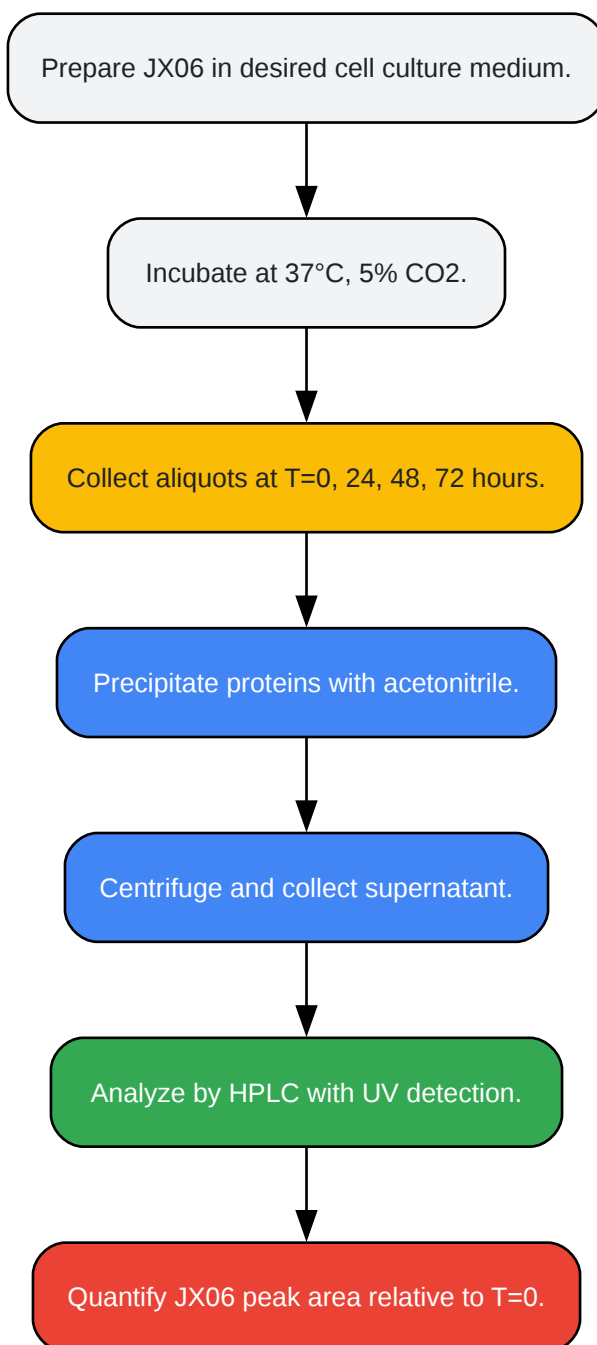 Prepare JX06 in desired cell culture medium.
Incubate at 37°C, 5% CO2.
Collect aliquots at T=0, 24, 48, 72 hours.
Precipitate proteins with acetonitrile.
Centrifuge and collect supernatant.
Analyze by HPLC with UV detection.
Quantify JX06 peak area relative to T=0.